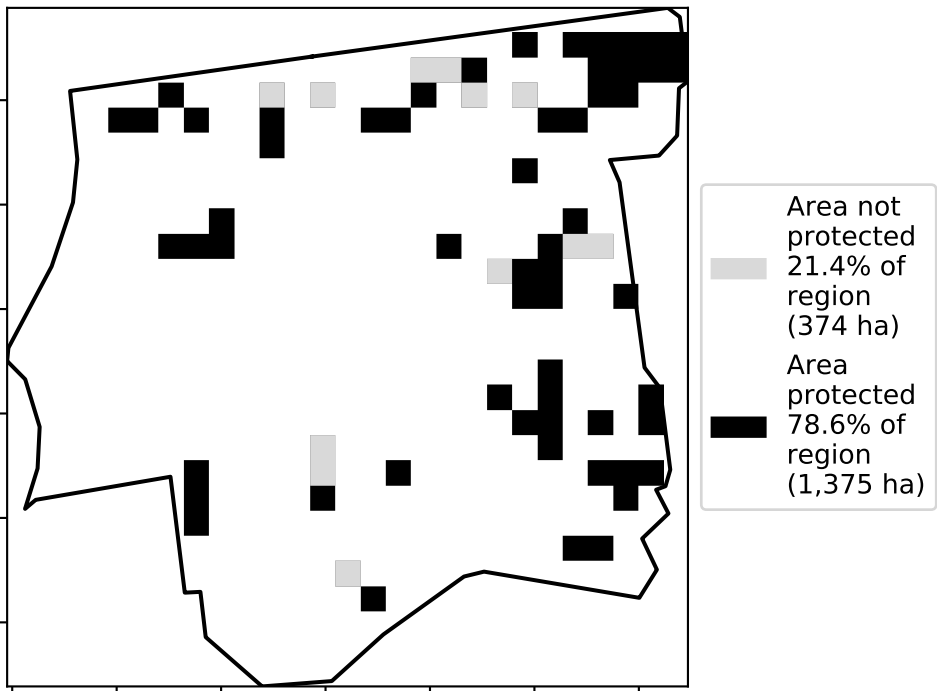 Area not
protected
21.4% of
region
(374 ha)
Area
protected
78.6% of
region
(1,375 ha)